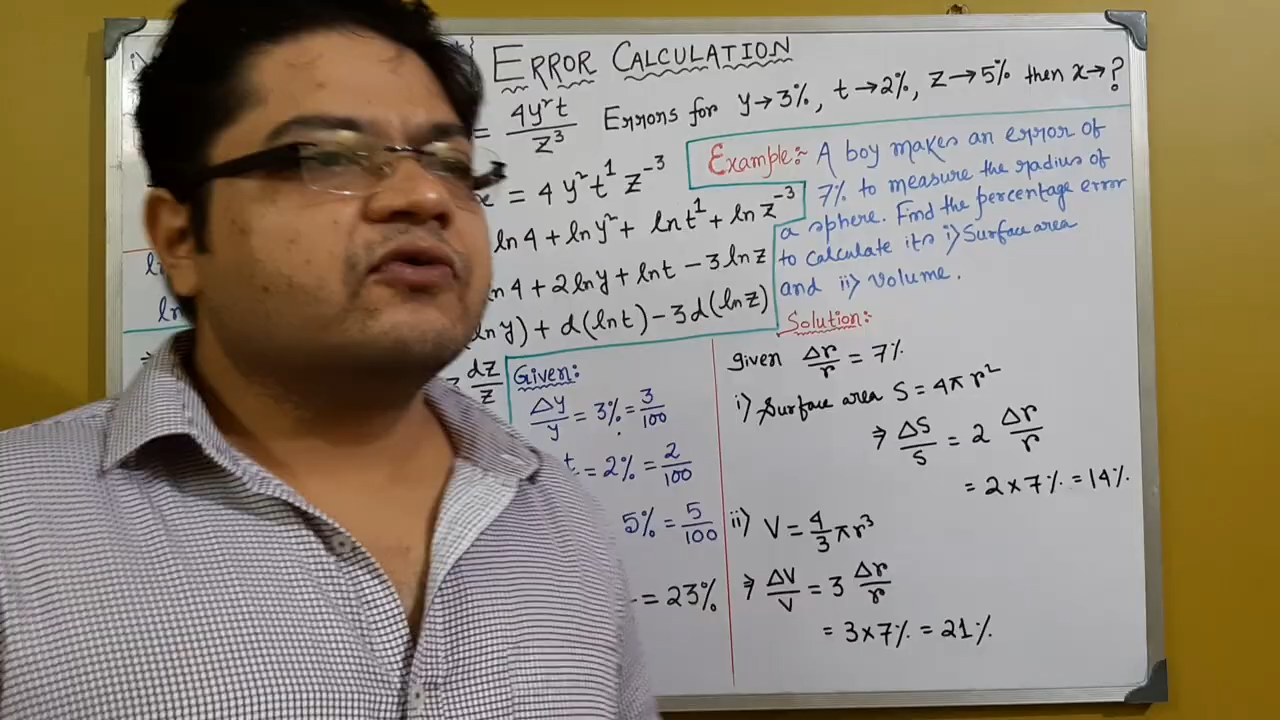 ERROR CALCULATION
= 4y²t/z³ Errors for y→3%, t→2%, z→5% then x→?
= 4 y² t¹ z⁻³
ln 4 + ln y² + ln t¹ + ln z⁻³
ln 4 + 2 ln y + ln t − 3 ln z
ln y) + d(ln t) − 3 d(ln z)
dz/z
Example:- A boy makes an error of
7% to measure the radius of
a sphere. Find the percentage error
to calculate its i) Surface area
and ii) Volume.
Given:
Δy/y = 3% = 3/100
t = 2% = 2/100
5% = 5/100
= 23%
Solution:
given Δr/r = 7%
i) Surface area S = 4πr²
⇒ ΔS/S = 2 Δr/r
= 2 × 7% = 14%
ii) V = 4/3 πr³
⇒ ΔV/V = 3 Δr/r
= 3×7% = 21%